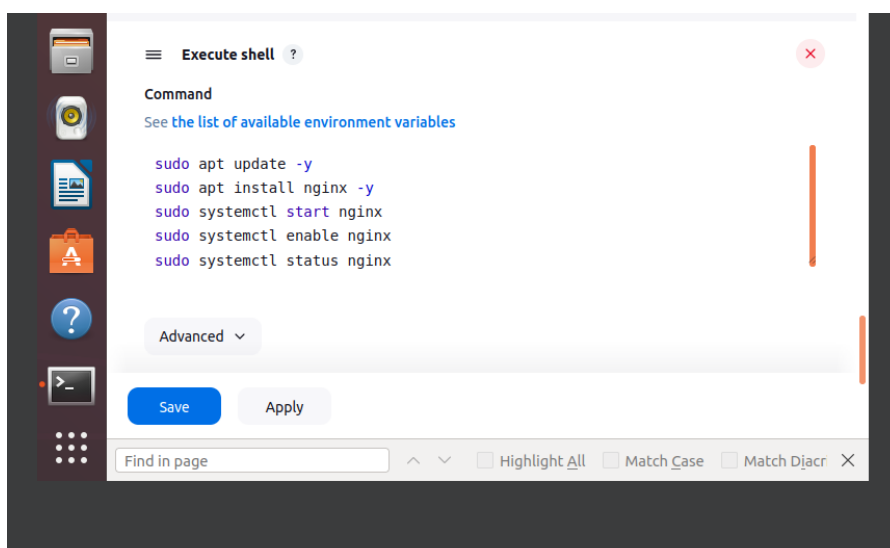 Execute shell ?
Command
See the list of available environment variables
sudo apt update -y
sudo apt install nginx -y
sudo systemctl start nginx
sudo systemctl enable nginx
sudo systemctl status nginx
Advanced
Save Apply
Find in page Highlight All Match Case Match Diacr